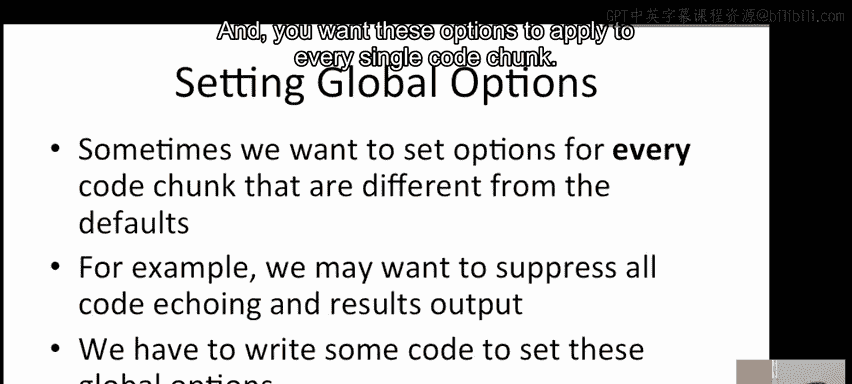 GPT中英字幕课程资源@bilibili.com
And, you want these options to apply to
every single code chunk.
Setting Global Options
• Sometimes we want to set options for every
code chunk that are different from the
defaults
• For example, we may want to suppress all
code echoing and results output
• We have to write some code to set these
global options